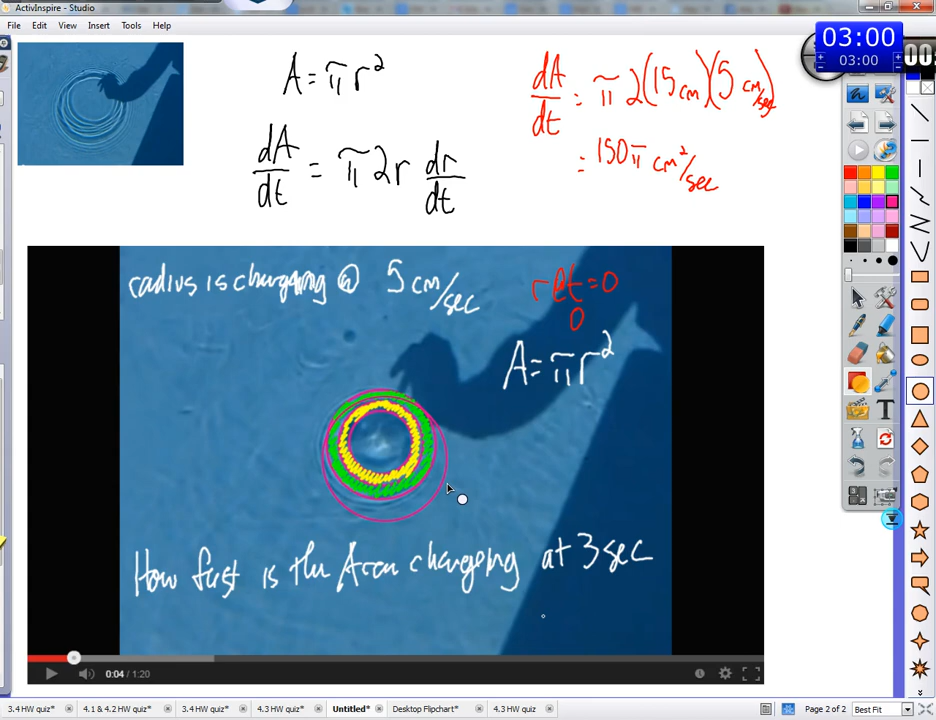 ActivInspire - Studio
File Edit View Insert Tools Help
A = πr²
dA/dt = π2r dr/dt
dA/dt = π2(15cm)(5 cm/sec)
= 150π cm²/sec
03:00
03:00
00:
radius is changing @ 5 cm/sec
r @ t = 0
0
A = πr²
How fast is the Area changeing at 3 sec
0:04 / 1:20
3.4 HW quiz* 4.1 & 4.2 HW quiz* 3.4 HW quiz* 4.3 HW quiz* Untitled* Desktop Flipchart* 4.3 HW quiz Page 2 of 2 Best Fit